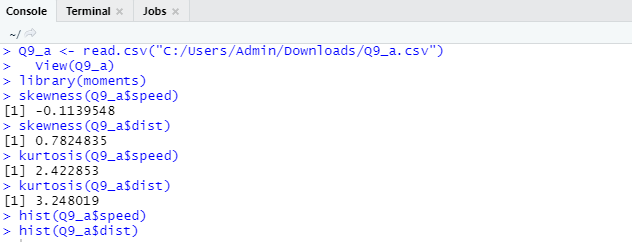 Console Terminal × Jobs ×
~/
> Q9_a <- read.csv("C:/Users/Admin/Downloads/Q9_a.csv")
>   View(Q9_a)
> library(moments)
> skewness(Q9_a$speed)
[1] -0.1139548
> skewness(Q9_a$dist)
[1] 0.7824835
> kurtosis(Q9_a$speed)
[1] 2.422853
> kurtosis(Q9_a$dist)
[1] 3.248019
> hist(Q9_a$speed)
> hist(Q9_a$dist)